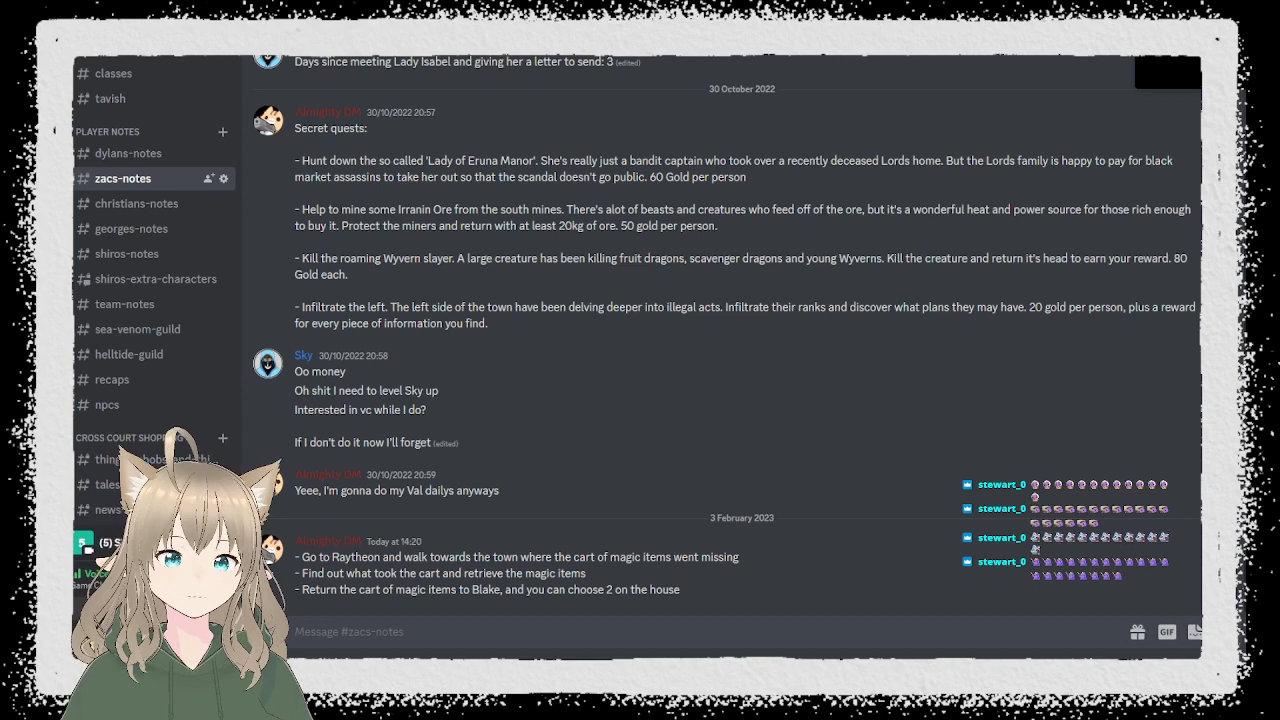 classes
tavish
PLAYER NOTES
dylans-notes
zacs-notes
christians-notes
georges-notes
shiros-notes
shiros-extra-characters
team-notes
sea-venom-guild
helltide-guild
recaps
npcs
CROSS COURT SHOPPING
tales
news
(5)
Days since meeting Lady Isabel and giving her a letter to send: 3 (edited)
30 October 2022
Almighty DM 30/10/2022 20:57
Secret quests:
- Hunt down the so called 'Lady of Eruna Manor'. She's really just a bandit captain who took over a recently deceased Lords home. But the Lords family is happy to pay for black
market assassins to take her out so that the scandal doesn't go public. 60 Gold per person
- Help to mine some Irranin Ore from the south mines. There's alot of beasts and creatures who feed off of the ore, but it's a wonderful heat and power source for those rich enough
to buy it. Protect the miners and return with at least 20kg of ore. 50 gold per person.
- Kill the roaming Wyvern slayer. A large creature has been killing fruit dragons, scavenger dragons and young Wyverns. Kill the creature and return it's head to earn your reward. 80
Gold each.
- Infiltrate the left. The left side of the town have been delving deeper into illegal acts. Infiltrate their ranks and discover what plans they may have. 20 gold per person, plus a reward
for every piece of information you find.
Sky 30/10/2022 20:58
Oo money
Oh shit I need to level Sky up
Interested in vc while I do?
If I don't do it now I'll forget (edited)
Almighty DM 30/10/2022 20:59
Yeee, I'm gonna do my Val dailys anyways
3 February 2023
Almighty DM Today at 14:20
- Go to Raytheon and walk towards the town where the cart of magic items went missing
- Find out what took the cart and retrieve the magic items
- Return the cart of magic items to Blake, and you can choose 2 on the house
Message #zacs-notes
GIF
stewart_0
stewart_0
stewart_0
stewart_0